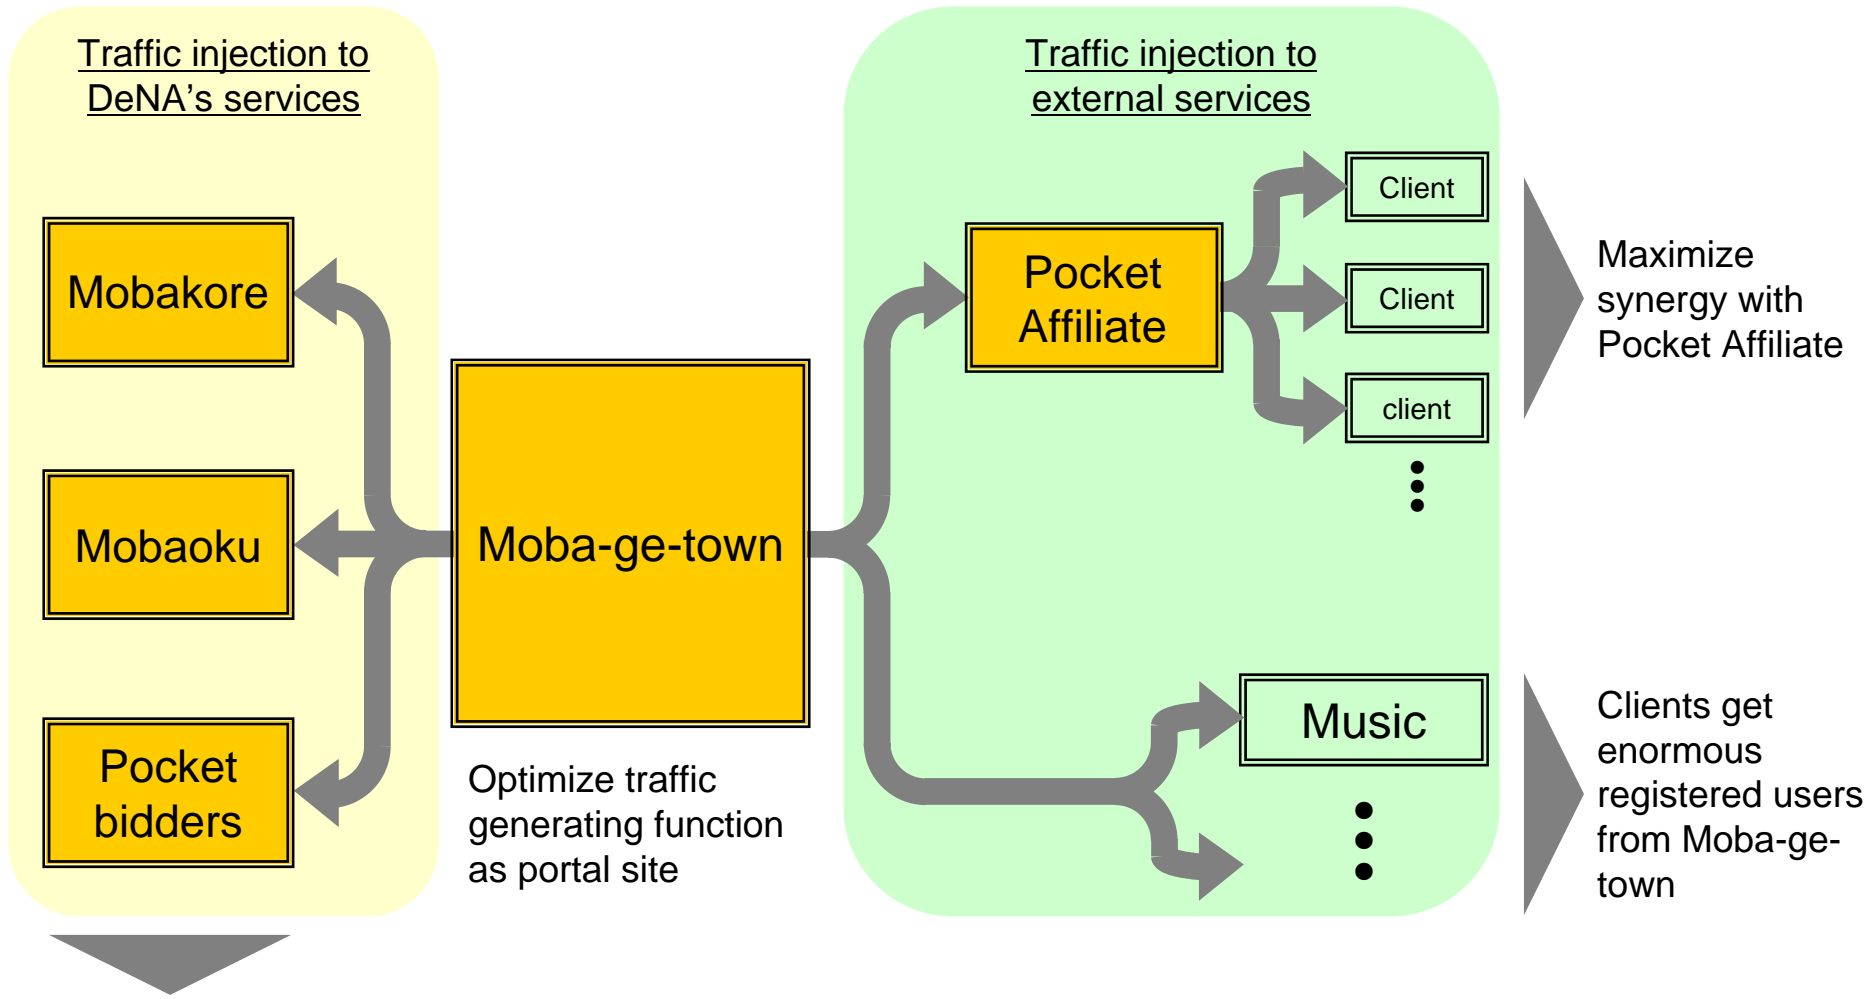 Traffic injection to
DeNA's services
Mobakore
Mobaoku
Pocket
bidders
Moba-ge-town
Optimize traffic
generating function
as portal site
Traffic injection to
external services
Pocket
Affiliate
Client
Client
client
Music
Maximize
synergy with
Pocket Affiliate
Clients get
enormous
registered users
from Moba-ge-
town